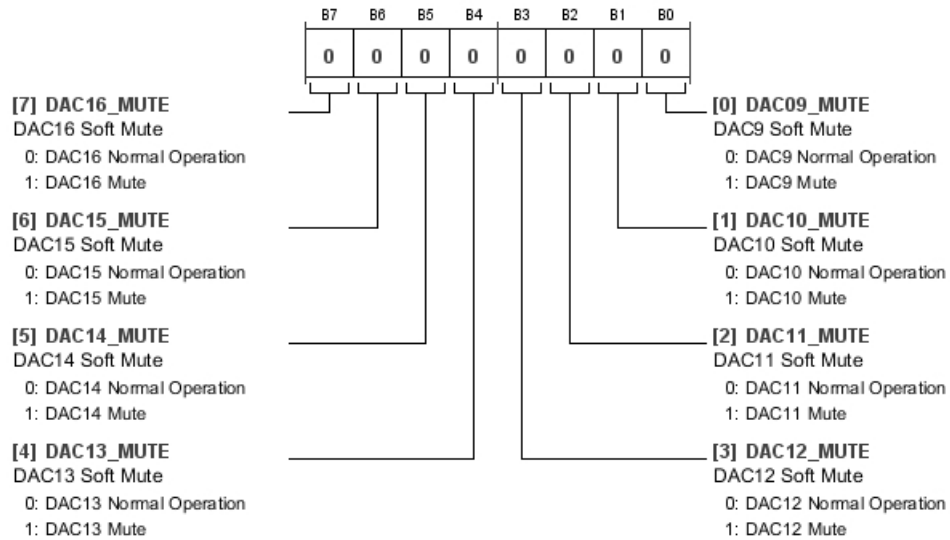 B7 B6 B5 B4 B3 B2 B1 B0
0 0 0 0 0 0 0 0
[7] DAC16_MUTE
DAC16 Soft Mute
0: DAC16 Normal Operation
1: DAC16 Mute
[6] DAC15_MUTE
DAC15 Soft Mute
0: DAC15 Normal Operation
1: DAC15 Mute
[5] DAC14_MUTE
DAC14 Soft Mute
0: DAC14 Normal Operation
1: DAC14 Mute
[4] DAC13_MUTE
DAC13 Soft Mute
0: DAC13 Normal Operation
1: DAC13 Mute
[0] DAC09_MUTE
DAC9 Soft Mute
0: DAC9 Normal Operation
1: DAC9 Mute
[1] DAC10_MUTE
DAC10 Soft Mute
0: DAC10 Normal Operation
1: DAC10 Mute
[2] DAC11_MUTE
DAC11 Soft Mute
0: DAC11 Normal Operation
1: DAC11 Mute
[3] DAC12_MUTE
DAC12 Soft Mute
0: DAC12 Normal Operation
1: DAC12 Mute